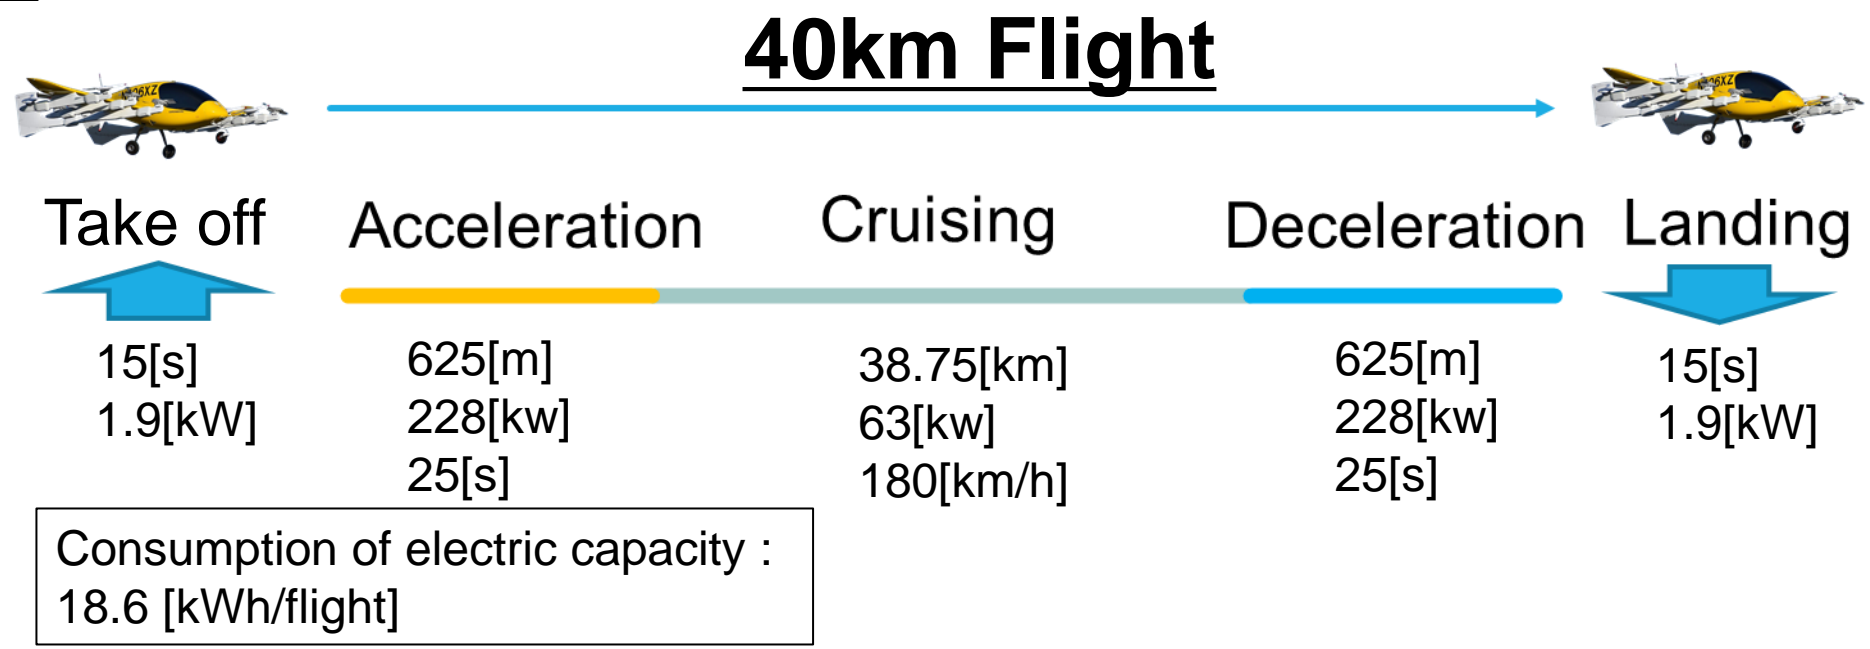 40km Flight
Take off
Acceleration
Cruising
Deceleration
Landing
15[s]
1.9[kW]
625[m]
228[kw]
25[s]
38.75[km]
63[kw]
180[km/h]
625[m]
228[kw]
25[s]
15[s]
1.9[kW]
Consumption of electric capacity :
18.6 [kWh/flight]